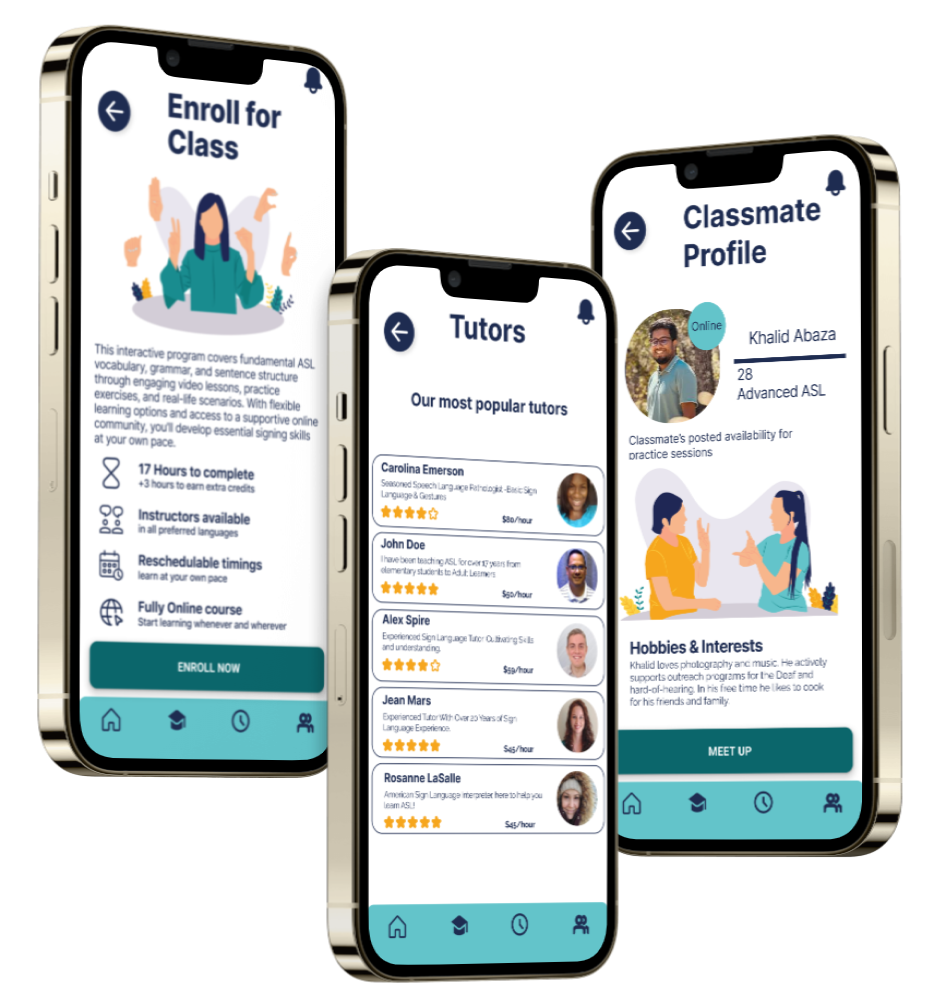 Enroll for
Class
This interactive program covers fundamental ASL
vocabulary, grammar, and sentence structure
through engaging video lessons, practice
exercises, and real-life scenarios. With flexible
learning options and access to a supportive online
community, you'll develop essential signing skills
at your own pace.
17 Hours to complete
+3 hours to earn extra credits
Instructors available
in all preferred languages
Reschedulable timings
learn at your own pace
Fully Online course
Start learning whenever and wherever
ENROLL NOW
Tutors
Our most popular tutors
Carolina Emerson
Seasoned Speech Language Pathologist -Basic Sign
Language & Gestures
$80/hour
John Doe
I have been teaching ASL for over 17 years from
elementary students to Adult Learners
$50/hour
Alex Spire
Experienced Sign Language Tutor Cultivating Skills
and understanding.
$59/hour
Jean Mars
Experienced Tutor With Over 20 Years of Sign
Language Experience.
$45/hour
Rosanne LaSalle
American Sign Language interpreter here to help you
learn ASL!
$45/hour
Classmate
Profile
Online
Khalid Abaza
28
Advanced ASL
Classmate's posted availability for
practice sessions
Hobbies & Interests
Khalid loves photography and music. He actively
supports outreach programs for the Deaf and
hard-of-hearing. In his free time he likes to cook
for his friends and family.
MEET UP